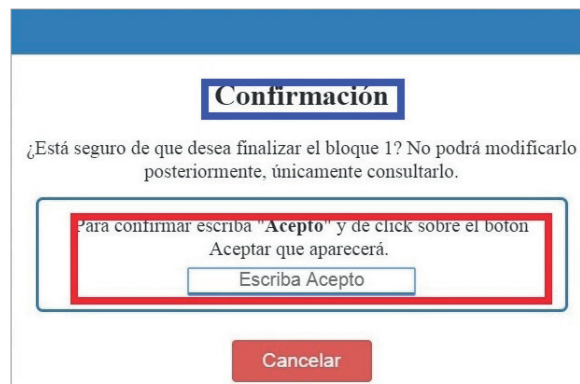 Confirmación
¿Está seguro de que desea finalizar el bloque 1? No podrá modificarlo
posteriormente, únicamente consultarlo.
Para confirmar escriba "Acepto" y de click sobre el botón
Aceptar que aparecerá.
Escriba Acepto
Cancelar